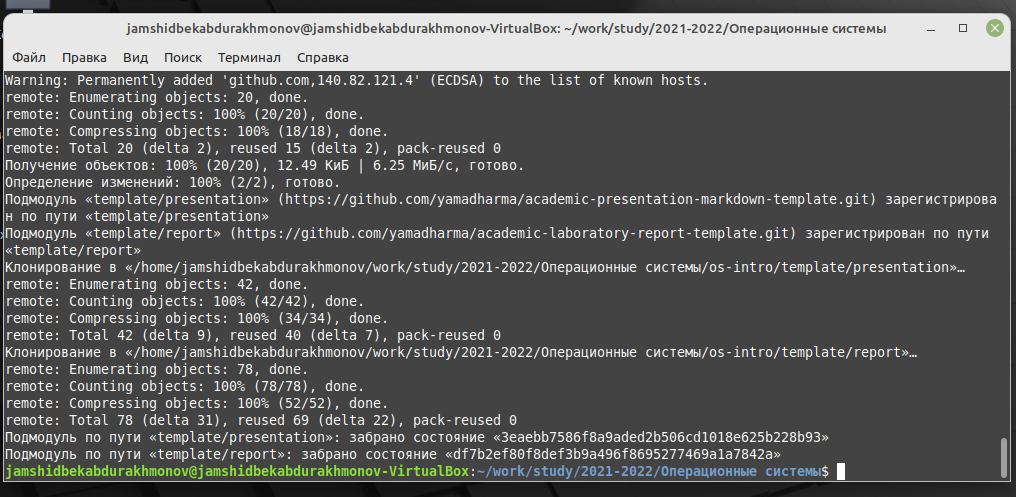 jamshidbekabdurakhmonov@jamshidbekabdurakhmonov-VirtualBox: ~/work/study/2021-2022/Операционные системы
Файл Правка Вид Поиск Терминал Справка
Warning: Permanently added 'github.com,140.82.121.4' (ECDSA) to the list of known hosts.
remote: Enumerating objects: 20, done.
remote: Counting objects: 100% (20/20), done.
remote: Compressing objects: 100% (18/18), done.
remote: Total 20 (delta 2), reused 15 (delta 2), pack-reused 0
Получение объектов: 100% (20/20), 12.49 КиБ | 6.25 МиБ/с, готово.
Определение изменений: 100% (2/2), готово.
Подмодуль «template/presentation» (https://github.com/yamadharma/academic-presentation-markdown-template.git) зарегистрирова
н по пути «template/presentation»
Подмодуль «template/report» (https://github.com/yamadharma/academic-laboratory-report-template.git) зарегистрирован по пути
«template/report»
Клонирование в «/home/jamshidbekabdurakhmonov/work/study/2021-2022/Операционные системы/os-intro/template/presentation»…
remote: Enumerating objects: 42, done.
remote: Counting objects: 100% (42/42), done.
remote: Compressing objects: 100% (34/34), done.
remote: Total 42 (delta 9), reused 40 (delta 7), pack-reused 0
Клонирование в «/home/jamshidbekabdurakhmonov/work/study/2021-2022/Операционные системы/os-intro/template/report»…
remote: Enumerating objects: 78, done.
remote: Counting objects: 100% (78/78), done.
remote: Compressing objects: 100% (52/52), done.
remote: Total 78 (delta 31), reused 69 (delta 22), pack-reused 0
Подмодуль по пути «template/presentation»: забрано состояние «3eaebb7586f8a9aded2b506cd1018e625b228b93»
Подмодуль по пути «template/report»: забрано состояние «df7b2ef80f8def3b9a496f8695277469a1a7842a»
jamshidbekabdurakhmonov@jamshidbekabdurakhmonov-VirtualBox:~/work/study/2021-2022/Операционные системы$